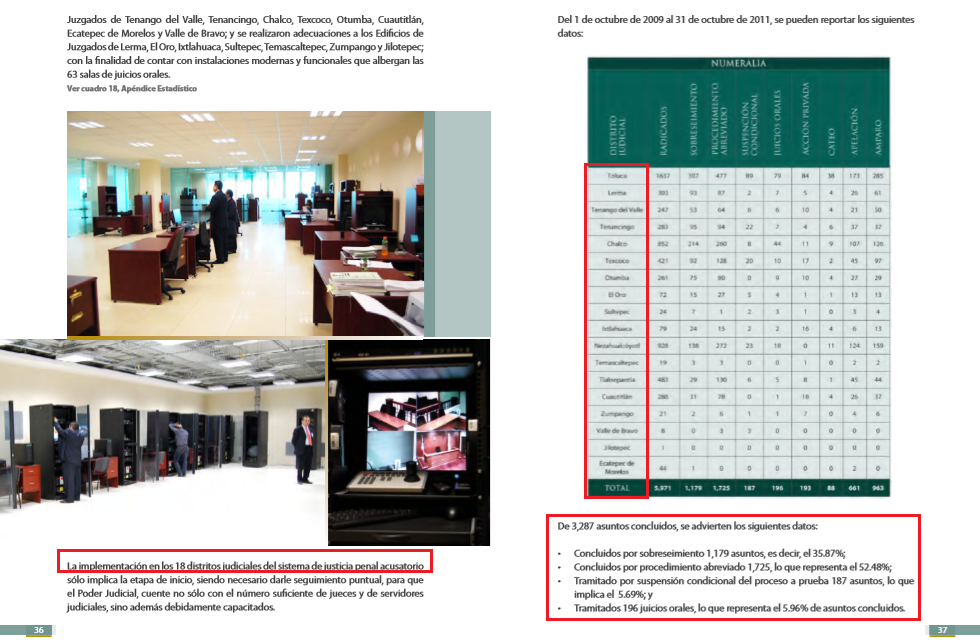 Juzgados de Tenango del Valle, Tenancingo, Chalco, Texcoco, Otumba, Cuautitlán,
Ecatepec de Morelos y Valle de Bravo; y se realizaron adecuaciones a los Edificios de
Juzgados de Lerma, El Oro, Ixtlahuaca, Sultepec, Temascaltepec, Zumpango y Jilotepec;
con la finalidad de contar con instalaciones modernas y funcionales que albergan las
63 salas de juicios orales.
Ver cuadro 18, Apéndice Estadístico
La implementación en los 18 distritos judiciales del sistema de justicia penal acusatorio
sólo implica la etapa de inicio, siendo necesario darle seguimiento puntual, para que
el Poder Judicial, cuente no sólo con el número suficiente de jueces y de servidores
judiciales, sino además debidamente capacitados.
36
Del 1 de octubre de 2009 al 31 de octubre de 2011, se pueden reportar los siguientes
datos:
NUMERALIA
DISTRITO JUDICIAL RADICADOS SOBRESEIMIENTO PROCEDIMIENTO ABREVIADO SUSPENCIÓN CONDICIONAL JUICIOS ORALES ACCIÓN PRIVADA CATEO APELACIÓN AMPARO
Toluca 1637 387 477 89 79 84 38 173 285
Lerma 87 2 7 5 4 26 61
Tenango del Valle 247 53 64 6 6 10 4 21 50
Tenancingo 283 95 94 22 7 4 6 37 37
Chalco 852 214 260 8 44 11 9 107 126
Texcoco 421 92 128 20 10 17 2 45 97
Otumba 261 75 90 0 9 10 4 27 29
El Oro 72 15 27 3 4 1 1 13 13
Sultepec 24 7 1 2 3 1 0 3 4
Ixtlahuaca 79 24 15 2 2 16 4 6 13
Nezahualcóyotl 928 138 272 23 18 0 11 124 159
Temascaltepec 19 3 3 0 0 1 0 2 2
Tlalnepantla 483 29 130 6 5 8 1 45 44
Cuautitlán 286 31 78 0 1 18 4 26 37
Zumpango 21 2 6 1 1 7 0 4 6
Valle de Bravo 8 0 3 3 0 0 0 0 0
Jilotepec 1 0 0 0 0 0 0 0 0
Ecatepec de Morelos 44 1 0 0 0 0 0 2 0
TOTAL 5,971 1,179 1,725 187 196 193 88 661 963
De 3,287 asuntos concluidos, se advierten los siguientes datos:
• Concluidos por sobreseimiento 1,179 asuntos, es decir, el 35.87%;
• Concluidos por procedimiento abreviado 1,725, lo que representa el 52.48%;
• Tramitado por suspensión condicional del proceso a prueba 187 asuntos, lo que
implica el 5.69%; y
• Tramitados 196 juicios orales, lo que representa el 5.96% de asuntos concluidos.
37